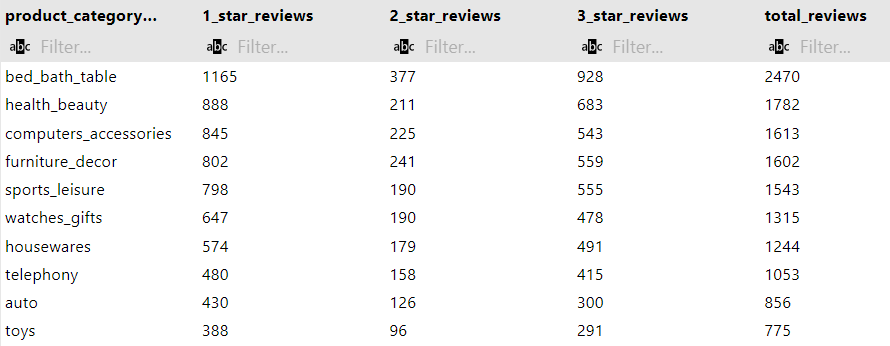 product_category... 1_star_reviews 2_star_reviews 3_star_reviews total_reviews
abc Filter... abc Filter... abc Filter... abc Filter... abc Filter...
bed_bath_table 1165 377 928 2470
health_beauty 888 211 683 1782
computers_accessories 845 225 543 1613
furniture_decor 802 241 559 1602
sports_leisure 798 190 555 1543
watches_gifts 647 190 478 1315
housewares 574 179 491 1244
telephony 480 158 415 1053
auto 430 126 300 856
toys 388 96 291 775